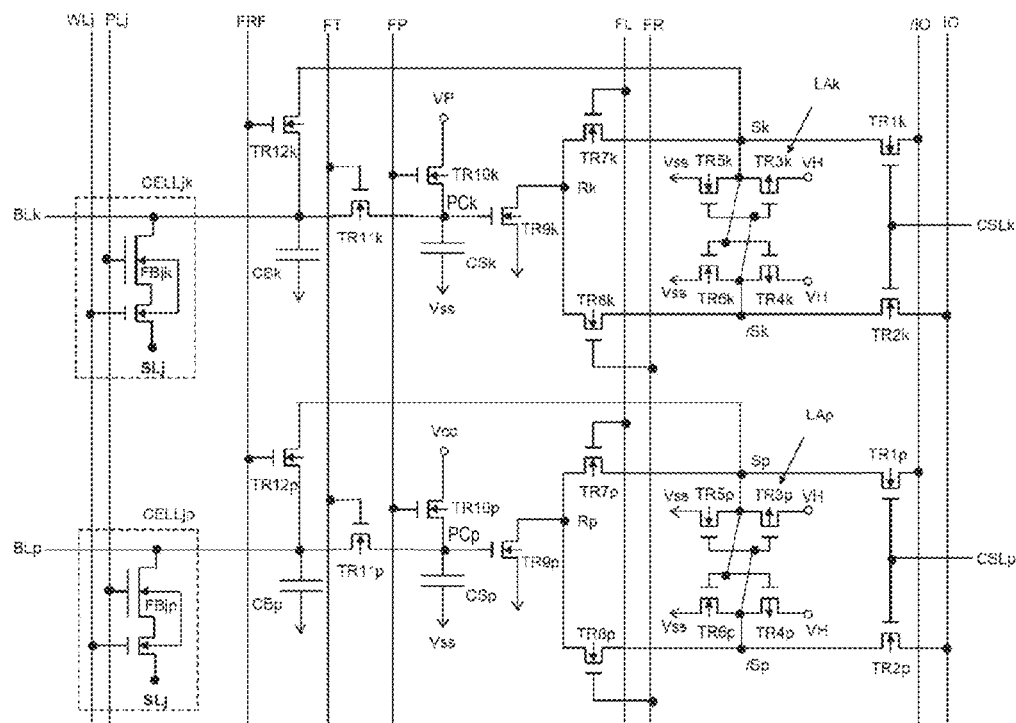 WLj PLj FRF FT FP FL FR /IO IO
LAk
VP Sk TR1k
TR12k TR10k TR7k Vss TR5k TR3k VH
CELLjk PCk Rk
BLk TR11k TR9k CSLk
FBjk CBk CSk
Vss TR8k Vss TR6k TR4k VH
SLj /Sk TR2k
LAp
Vcc Sp TR1p
TR12p TR10p TR7p Vss TR5p TR3p VH
CELLjp PCp Rp
BLp TR11p TR9p CSLp
FBjp CBp CSp
Vss TR8p Vss TR6p TR4p VH
SLj /Sp TR2p